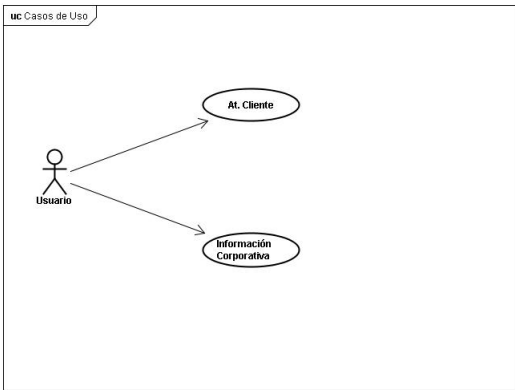 uc Casos de Uso
At. Cliente
Usuario
Información
Corporativa